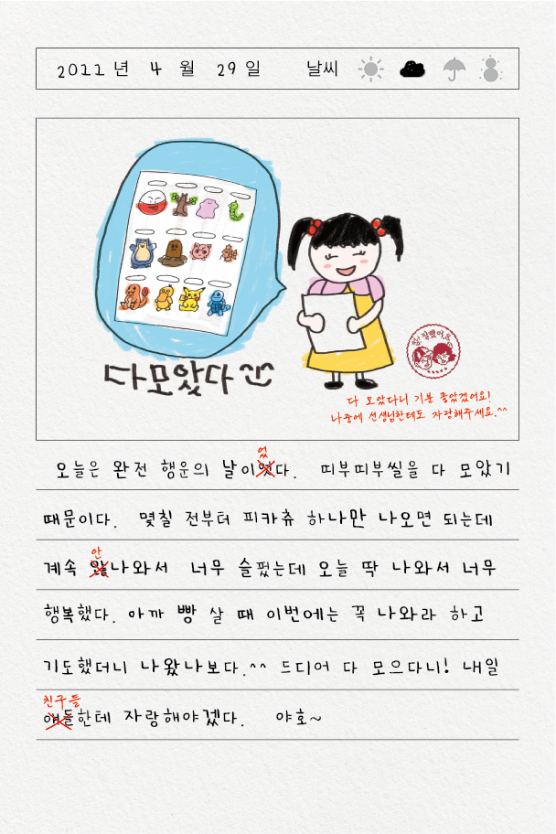 2022 년 4 월 29 일 날씨
다모았다
참! 잘했어요
다 모았다니 기분 좋았겠어요!
나중에 선생님한테도 자랑해주세요.^^
었
오늘은 완전 행운의 날이엿다. 띠부띠부씰을 다 모았기
때문이다. 몇칠 전부터 피카츄 하나만 나오면 되는데
안
계속 않나와서 너무 슬펐는데 오늘 딱 나와서 너무
행복했다. 아까 빵 살 때 이번에는 꼭 나와라 하고
기도했더니 나왔나보다.^^ 드디어 다 모으다니! 내일
친구들
얘들한테 자랑해야겠다. 야호~